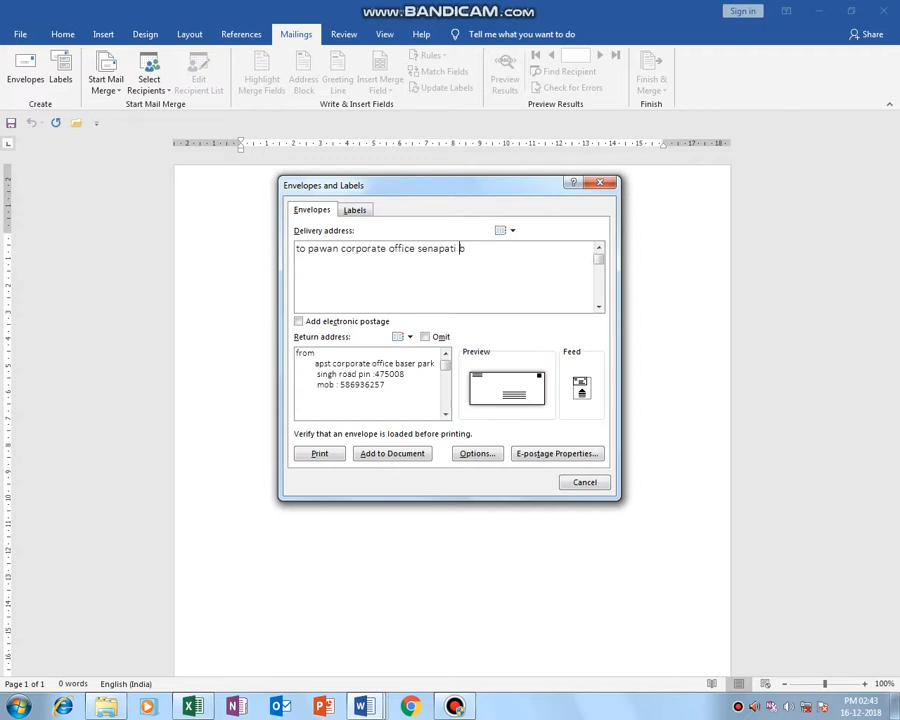 www.BANDICAM.com
Sign in
File Home Insert Design Layout References Mailings Review View Help Tell me what you want to do Share
Envelopes Labels Start Mail Merge Select Recipients Edit Recipient List Highlight Merge Fields Address Block Greeting Line Insert Merge Field Rules Match Fields Update Labels Preview Results Find Recipient Check for Errors Finish & Merge
Create Start Mail Merge Write & Insert Fields Preview Results Finish
Envelopes and Labels
Envelopes Labels
Delivery address:
to pawan corporate office senapati b
Add electronic postage
Return address: Omit
from
apst corporate office baser park
singh road pin :475008
mob : 586936257
Preview Feed
Verify that an envelope is loaded before printing.
Print Add to Document Options... E-postage Properties...
Cancel
Page 1 of 1 0 words English (India) 100%
PM 02:43
16-12-2018